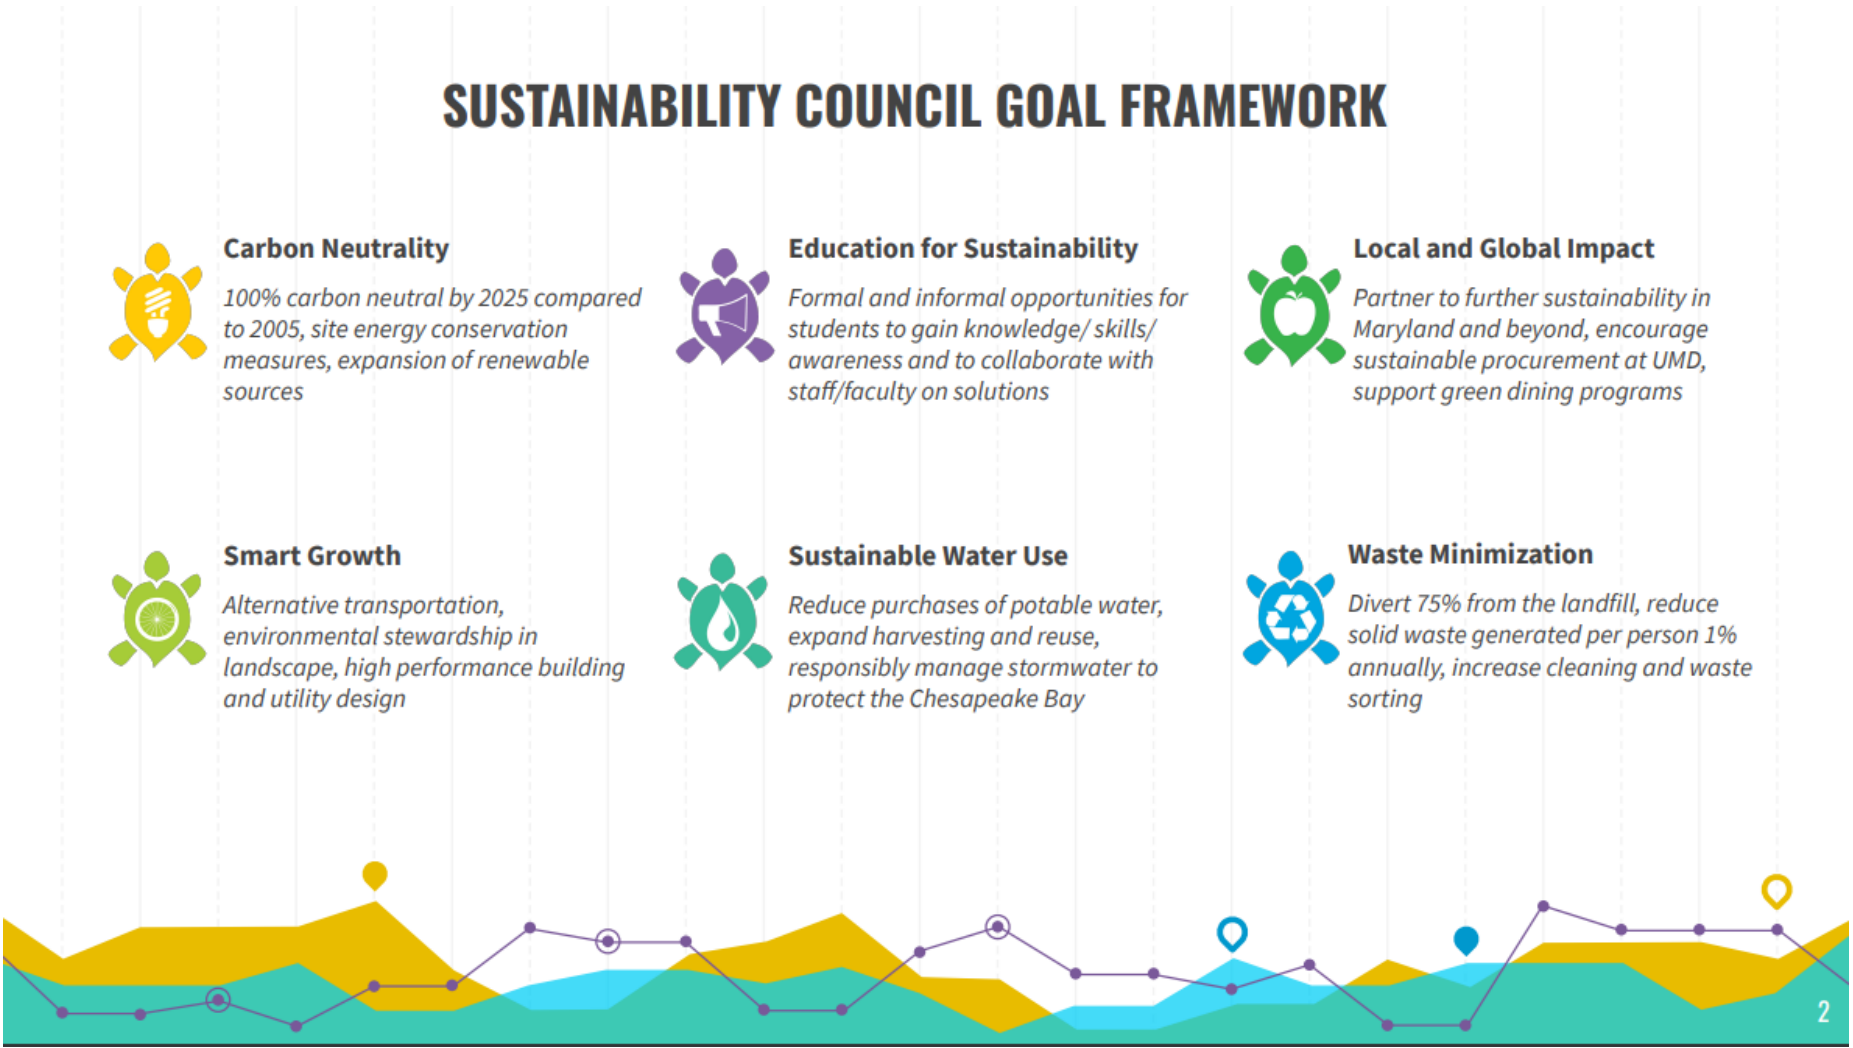 SUSTAINABILITY COUNCIL GOAL FRAMEWORK
Carbon Neutrality
100% carbon neutral by 2025 compared
to 2005, site energy conservation
measures, expansion of renewable
sources
Education for Sustainability
Formal and informal opportunities for
students to gain knowledge/ skills/
awareness and to collaborate with
staff/faculty on solutions
Local and Global Impact
Partner to further sustainability in
Maryland and beyond, encourage
sustainable procurement at UMD,
support green dining programs
Smart Growth
Alternative transportation,
environmental stewardship in
landscape, high performance building
and utility design
Sustainable Water Use
Reduce purchases of potable water,
expand harvesting and reuse,
responsibly manage stormwater to
protect the Chesapeake Bay
Waste Minimization
Divert 75% from the landfill, reduce
solid waste generated per person 1%
annually, increase cleaning and waste
sorting
2